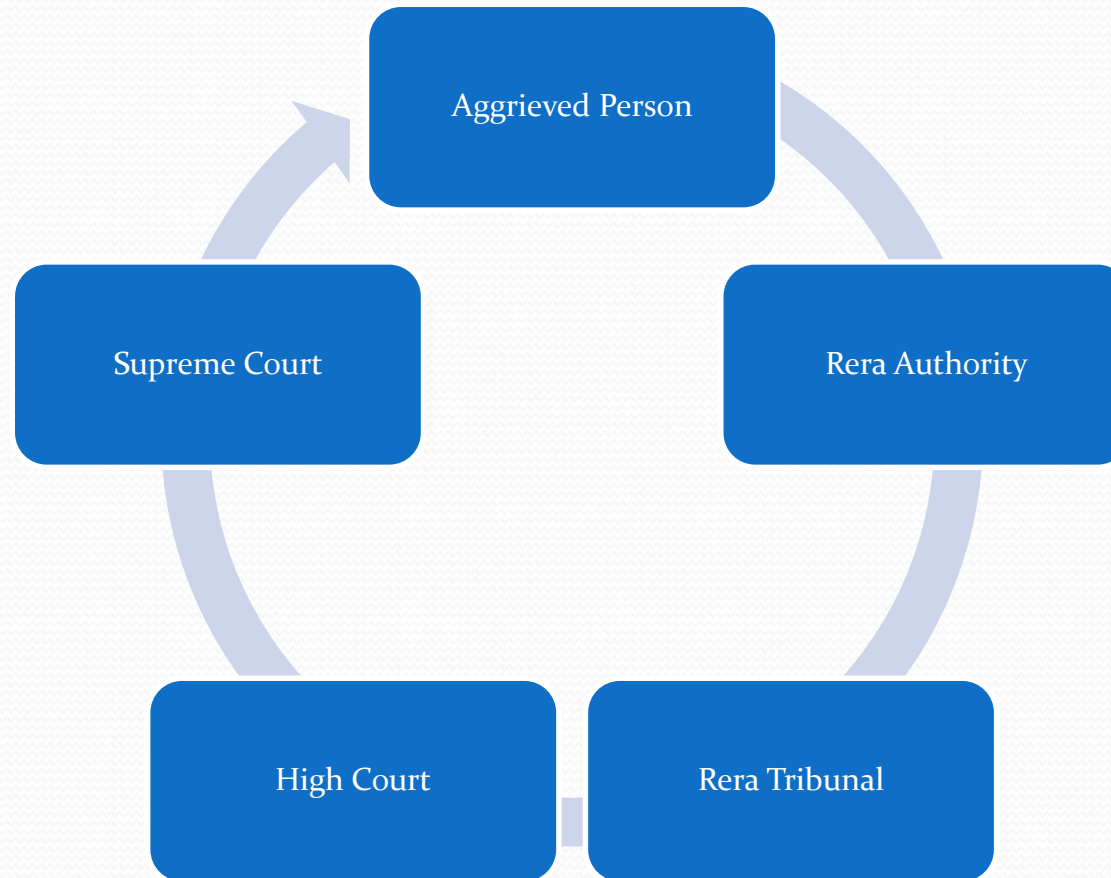 Aggrieved Person
Supreme Court
Rera Authority
High Court
Rera Tribunal